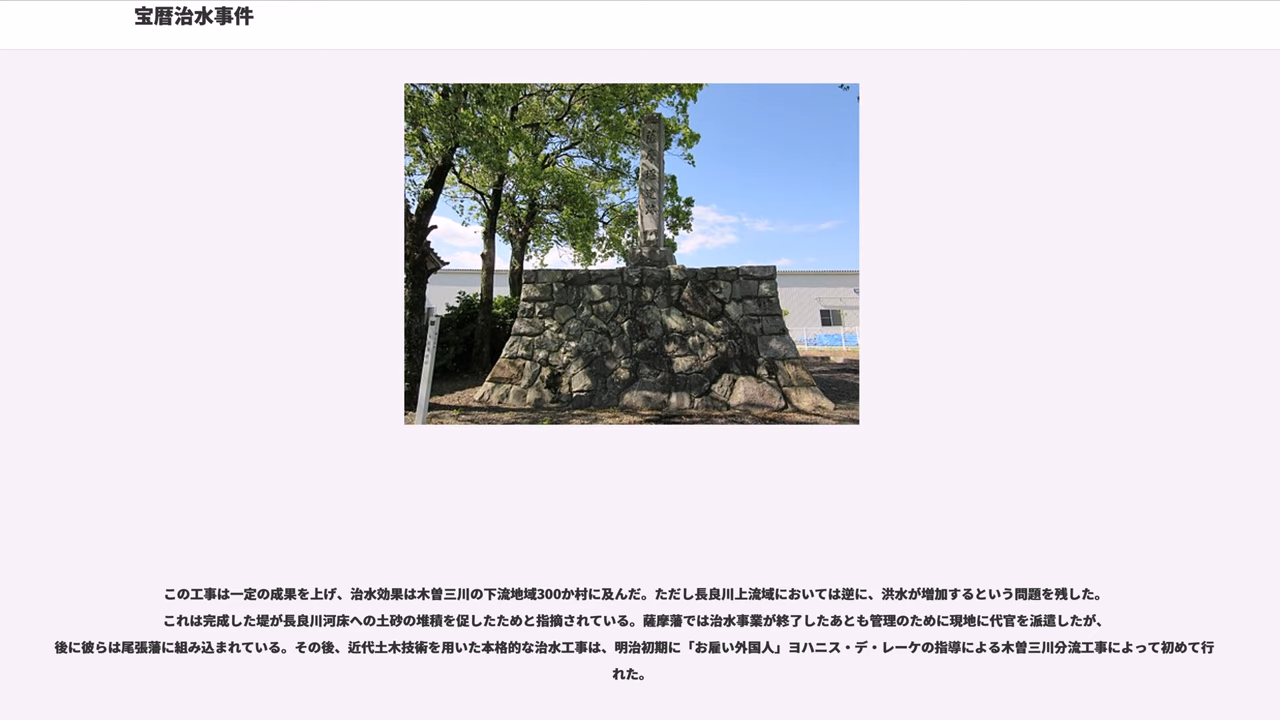 宝暦治水事件
この工事は一定の成果を上げ、治水効果は木曽三川の下流地域300か村に及んだ。ただし長良川上流域においては逆に、洪水が増加するという問題を残した。
これは完成した堤が長良川河床への土砂の堆積を促したためと指摘されている。薩摩藩では治水事業が終了したあとも管理のために現地に代官を派遣したが、
後に彼らは尾張藩に組み込まれている。その後、近代土木技術を用いた本格的な治水工事は、明治初期に「お雇い外国人」ヨハニス・デ・レーケの指導による木曽三川分流工事によって初めて行
れた。